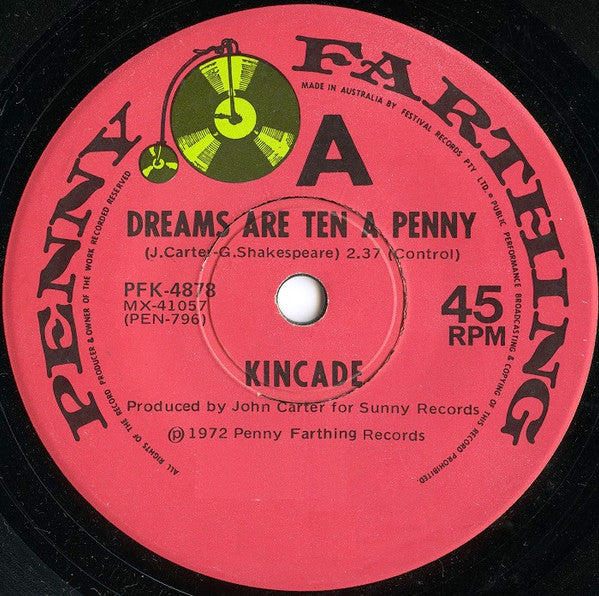 PENNY FARTHING
MADE IN AUSTRALIA BY FESTIVAL RECORDS PTY LTD. ® PUBLIC PERFORMANCE BROADCASTING & COPYING OF THIS RECORD PROHIBITED.
A
DREAMS ARE TEN A PENNY
(J.Carter-G.Shakespeare) 2.37 (Control)
PFK-4878
MX-41057
(PEN-796)
45
RPM
KINCADE
Produced by John Carter for Sunny Records
℗ 1972 Penny Farthing Records
ALL RIGHTS OF THE RECORD PRODUCER & OWNER OF THE WORK RECORDED RESERVED